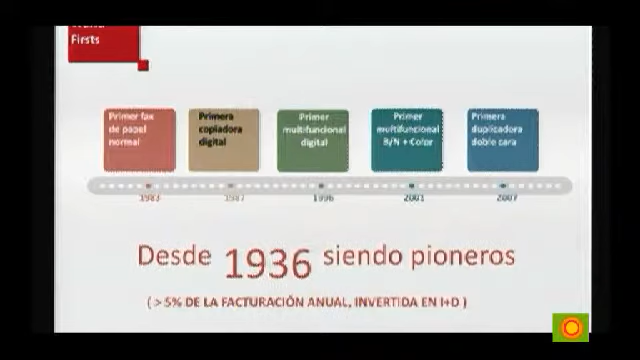 Firsts
Primer fax
de papel
normal
Primera
copiadora
digital
Primer
multifuncional
digital
Primer
multifuncional
B/N + Color
Primera
duplicadora
doble cara
1983
1987
1996
2001
2007
Desde 1936 siendo pioneros
( > 5% DE LA FACTURACIÓN ANUAL, INVERTIDA EN I+D )